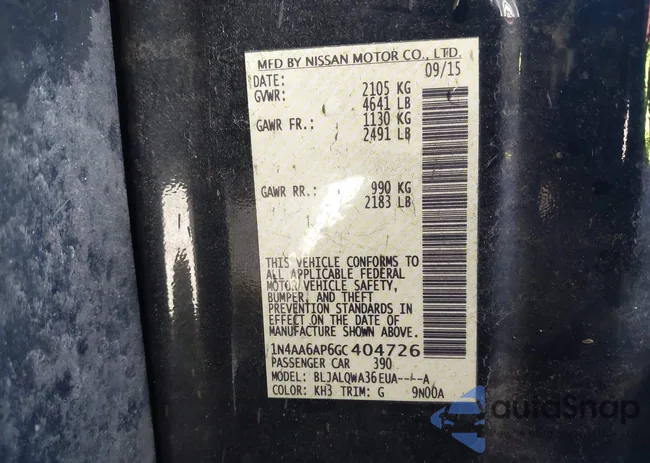 MFD BY NISSAN MOTOR CO., LTD.
DATE: 09/15
GVWR: 2105 KG
4641 LB
GAWR FR.: 1130 KG
2491 LB
GAWR RR.: 990 KG
2183 LB
THIS VEHICLE CONFORMS TO
ALL APPLICABLE FEDERAL
MOTOR VEHICLE SAFETY,
BUMPER, AND THEFT
PREVENTION STANDARDS IN
EFFECT ON THE DATE OF
MANUFACTURE SHOWN ABOVE.
1N4AA6AP6GC404726
PASSENGER CAR 390
MODEL: BLJALQWA36EUA----A
COLOR: KH3 TRIM: G 9N00A
autoSnap